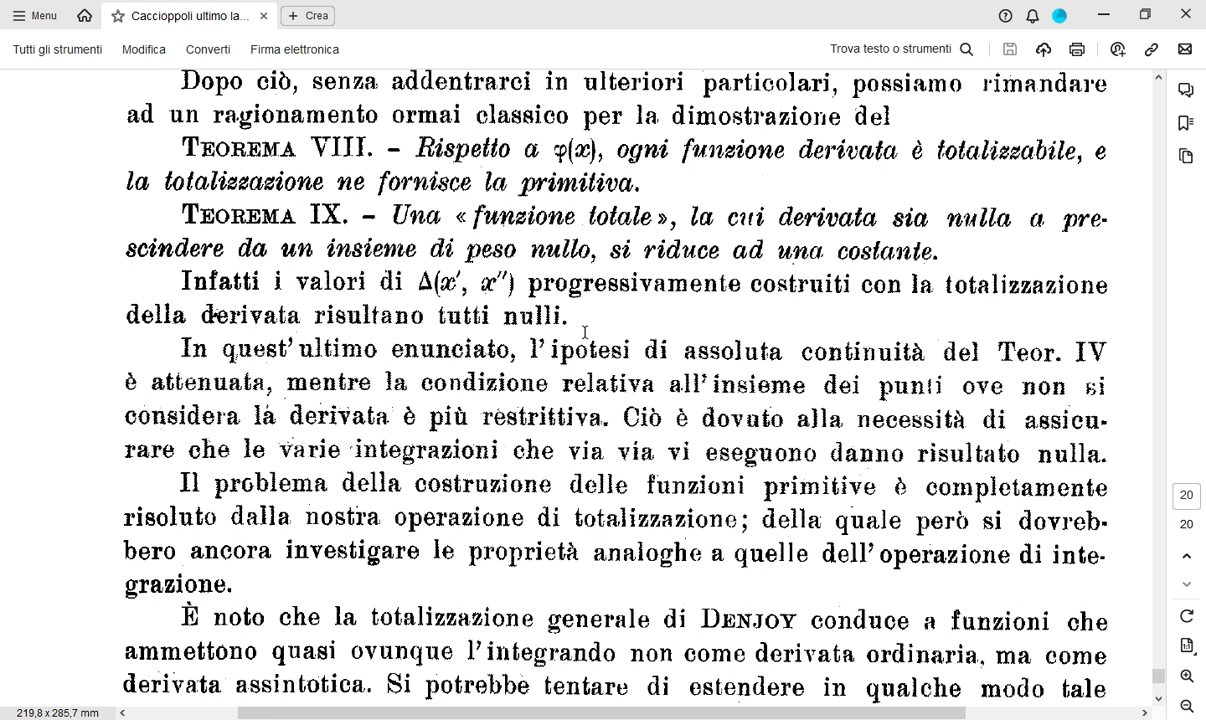 Menu
Caccioppoli ultimo la...
Crea
Tutti gli strumenti
Modifica
Converti
Firma elettronica
Trova testo o strumenti
Dopo ciò, senza addentrarci in ulteriori particolari, possiamo rimandare
ad un ragionamento ormai classico per la dimostrazione del
TEOREMA VIII. – Rispetto a φ(x), ogni funzione derivata è totalizzabile, e
la totalizzazione ne fornisce la primitiva.
TEOREMA IX. – Una « funzione totale », la cui derivata sia nulla a pre-
scindere da un insieme di peso nullo, si riduce ad una costante.
Infatti i valori di Δ(x′, x″) progressivamente costruiti con la totalizzazione
della derivata risultano tutti nulli.
In quest' ultimo enunciato, l' ipotesi di assoluta continuità del Teor. IV
è attenuata, mentre la condizione relativa all' insieme dei punti ove non si
considera la derivata è più restrittiva. Ciò è dovuto alla necessità di assicu-
rare che le varie integrazioni che via via vi eseguono danno risultato nulla.
Il problema della costruzione delle funzioni primitive è completamente
risoluto dalla nostra operazione di totalizzazione; della quale però si dovreb-
bero ancora investigare le proprietà analoghe a quelle dell' operazione di inte-
grazione.
È noto che la totalizzazione generale di DENJOY conduce a funzioni che
ammettono quasi ovunque l' integrando non come derivata ordinaria, ma come
derivata assintotica. Si potrebbe tentare di estendere in qualche modo tale
20
20
219,8 x 285,7 mm